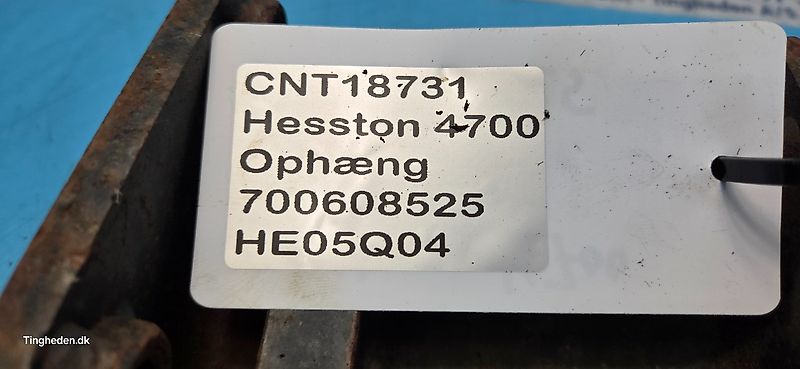 CNT18731
Hesston 4700
Ophæng
700608525
HE05Q04
Tingheden.dk